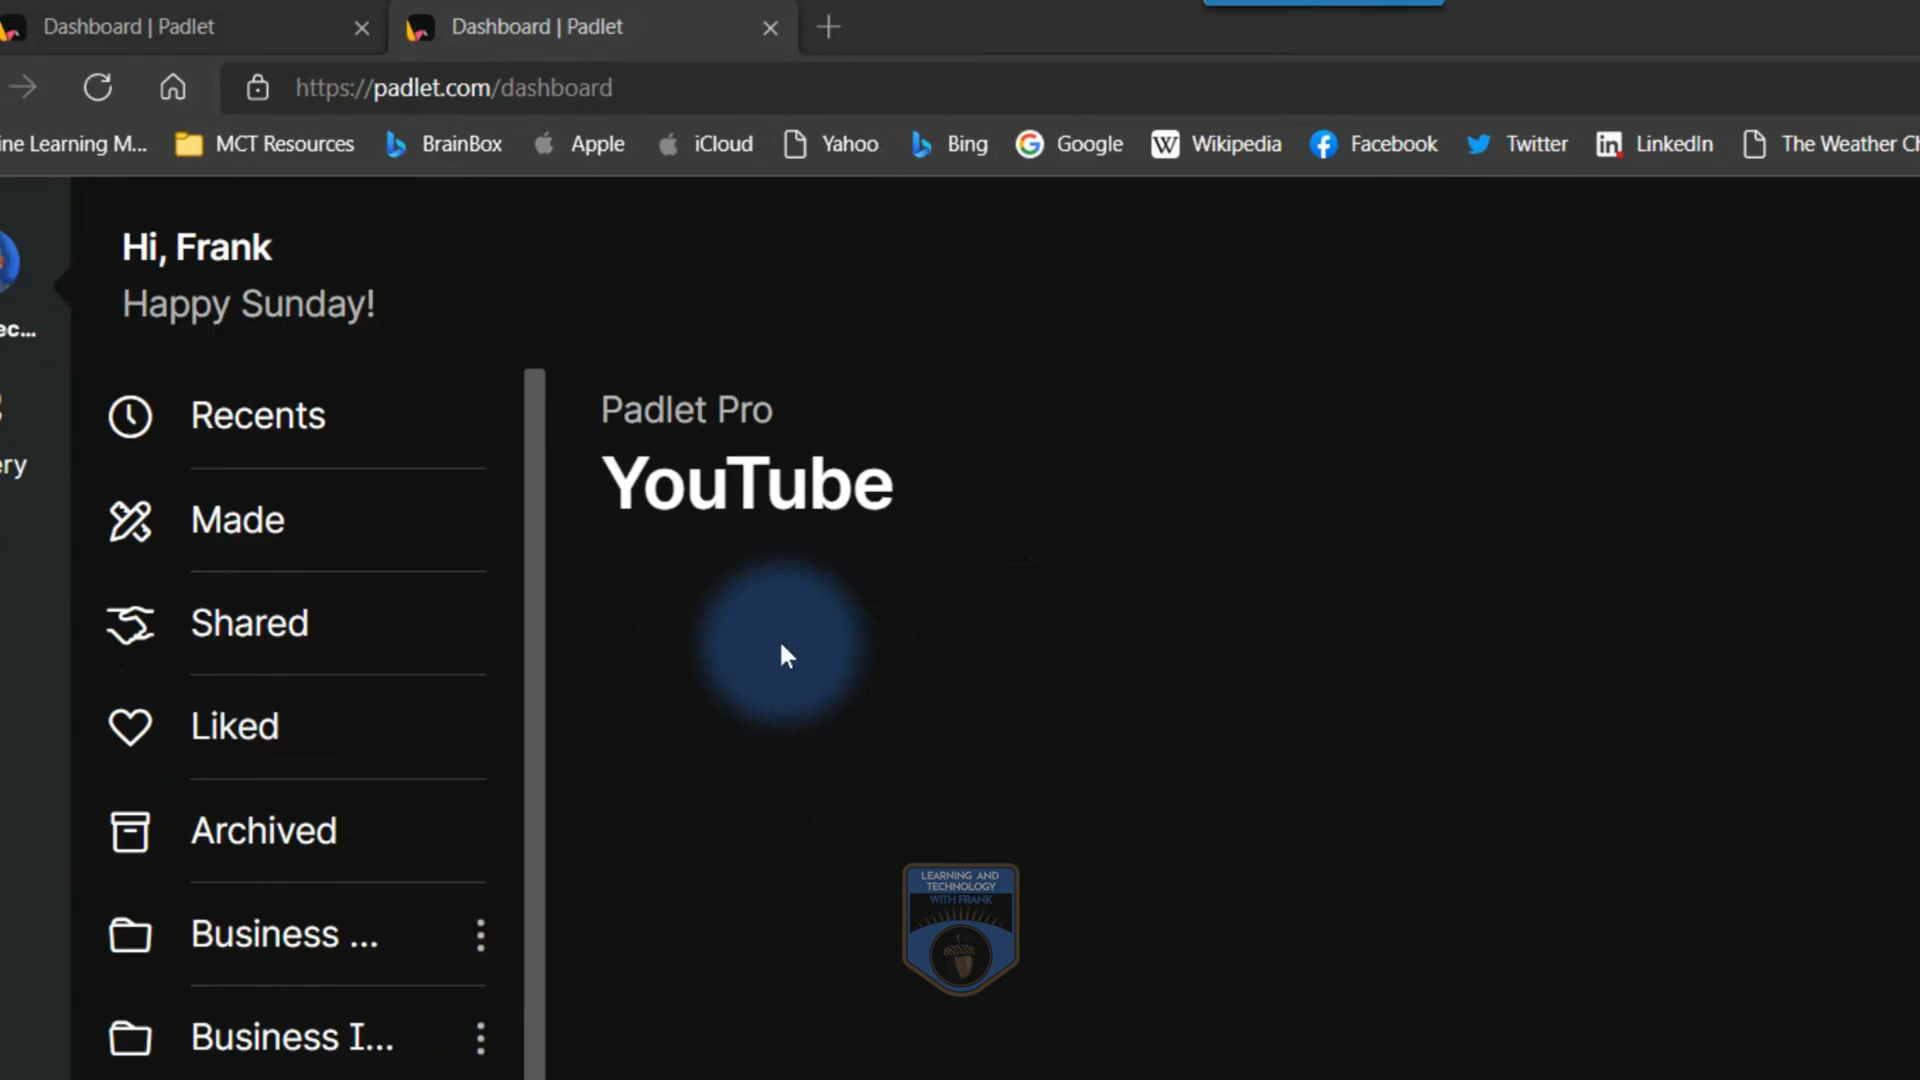 Dashboard | Padlet
Dashboard | Padlet
https://padlet.com/dashboard
ine Learning M...
MCT Resources
BrainBox
Apple
iCloud
Yahoo
Bing
Google
W
Wikipedia
Facebook
Twitter
in
LinkedIn
The Weather Ch
Hi, Frank
Happy Sunday!
ec...
ery
Recents
Made
Shared
Liked
Archived
Business ...
Business I...
Padlet Pro
YouTube
LEARNING AND
TECHNOLOGY
WITH FRANK